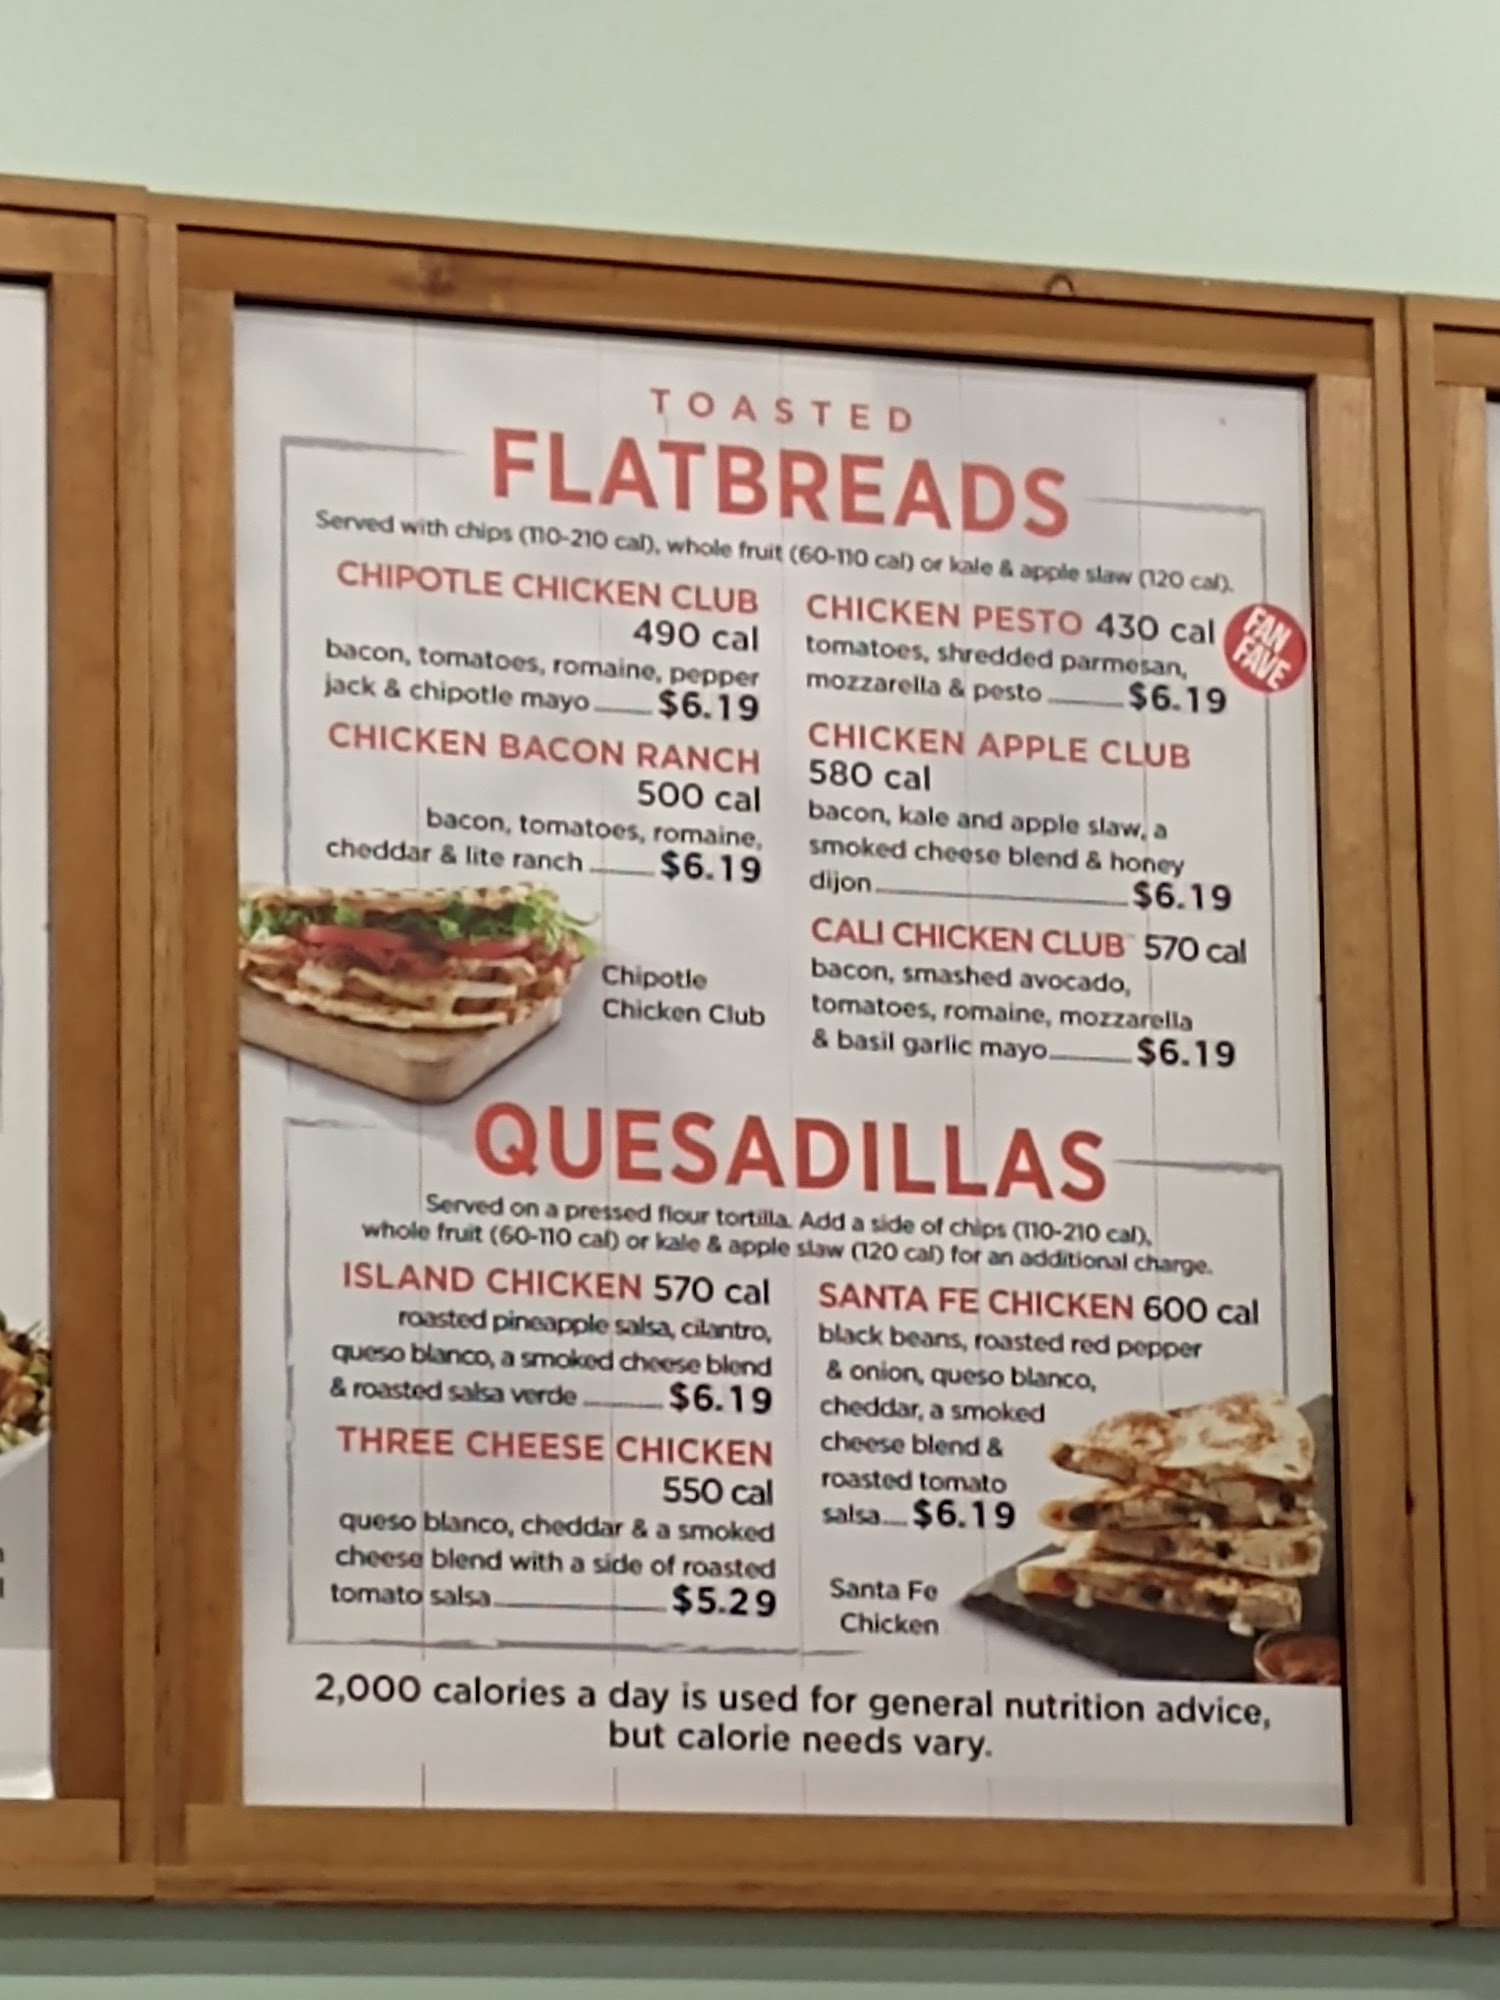 TOASTED
FLATBREADS
Served with chips (110-210 cal), whole fruit (60-110 cal) or kale & apple slaw (120 cal).
CHIPOTLE CHICKEN CLUB
490 cal
bacon, tomatoes, romaine, pepper
jack & chipotle mayo $6.19
CHICKEN BACON RANCH
500 cal
bacon, tomatoes, romaine,
cheddar & lite ranch $6.19
Chipotle
Chicken Club
CHICKEN PESTO 430 cal
FAN
FAVE
tomatoes, shredded parmesan,
mozzarella & pesto $6.19
CHICKEN APPLE CLUB
580 cal
bacon, kale and apple slaw, a
smoked cheese blend & honey
dijon $6.19
CALI CHICKEN CLUB™ 570 cal
bacon, smashed avocado,
tomatoes, romaine, mozzarella
& basil garlic mayo $6.19
QUESADILLAS
Served on a pressed flour tortilla. Add a side of chips (110-210 cal),
whole fruit (60-110 cal) or kale & apple slaw (120 cal) for an additional charge.
ISLAND CHICKEN 570 cal
roasted pineapple salsa, cilantro,
queso blanco, a smoked cheese blend
& roasted salsa verde $6.19
THREE CHEESE CHICKEN
550 cal
queso blanco, cheddar & a smoked
cheese blend with a side of roasted
tomato salsa $5.29
SANTA FE CHICKEN 600 cal
black beans, roasted red pepper
& onion, queso blanco,
cheddar, a smoked
cheese blend &
roasted tomato
salsa $6.19
Santa Fe
Chicken
2,000 calories a day is used for general nutrition advice,
but calorie needs vary.